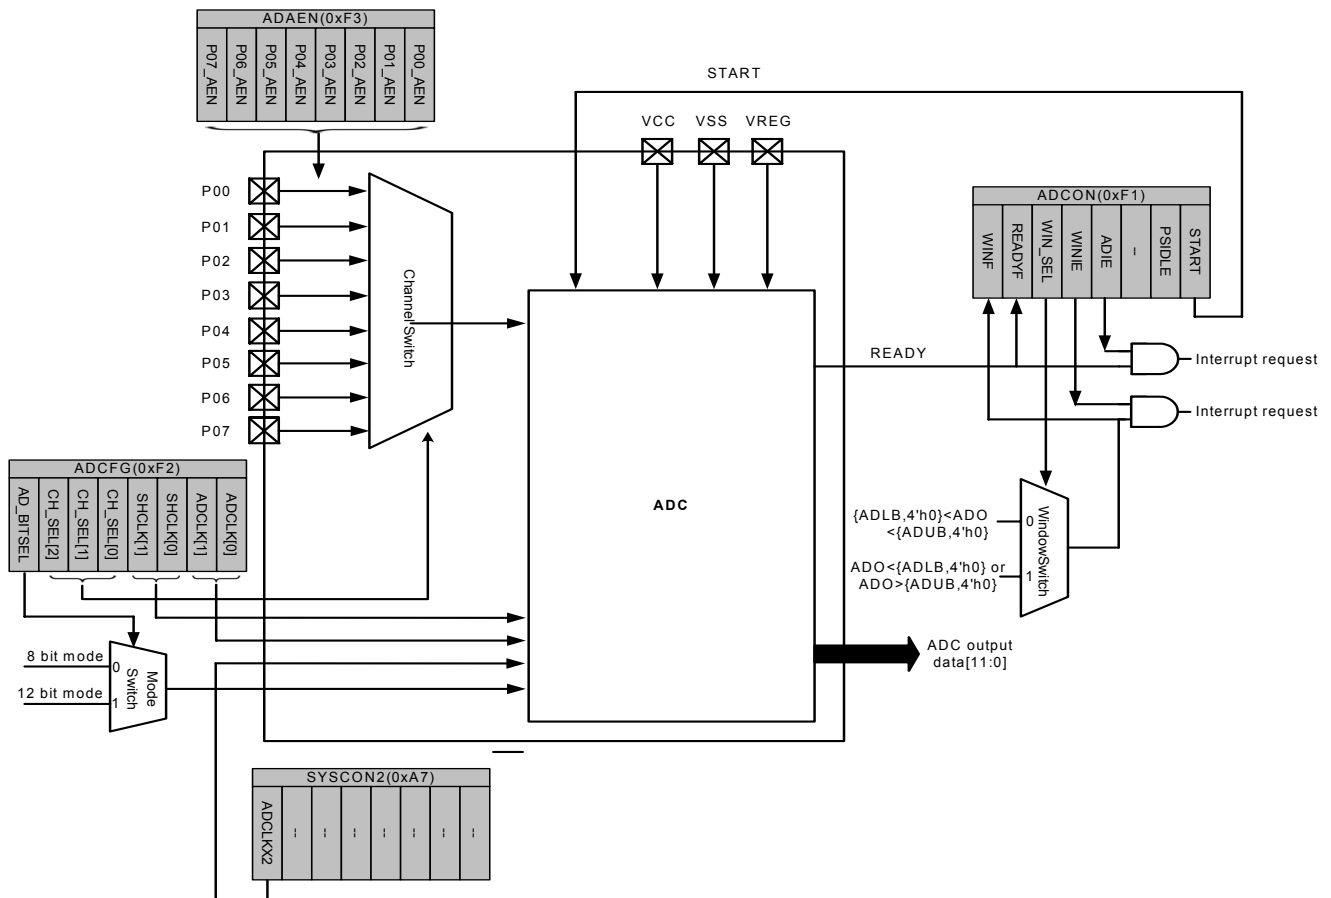 ADAEN(0xF3)
P07_AEN
P06_AEN
P05_AEN
P04_AEN
P03_AEN
P02_AEN
P01_AEN
P00_AEN
START
VCC
VSS
VREG
P00
P01
P02
P03
P04
P05
P06
P07
Channel Switch
ADCON(0xF1)
WINF
READYF
WIN_SEL
WINIE
ADIE
--
PSIDLE
START
READY
Interrupt request
Interrupt request
ADC
ADCFG(0xF2)
AD_BITSEL
CH_SEL[2]
CH_SEL[1]
CH_SEL[0]
SHCLK[1]
SHCLK[0]
ADCLK[1]
ADCLK[0]
{ADLB,4'h0}<ADO
<{ADUB,4'h0}
0
ADO<{ADLB,4'h0} or
ADO>{ADUB,4'h0}
1
WindowSwitch
8 bit mode
0
12 bit mode
1
Mode
Switch
ADC output
data[11:0]
SYSCON2(0xA7)
ADCLKX2
--
--
--
--
--
--
--